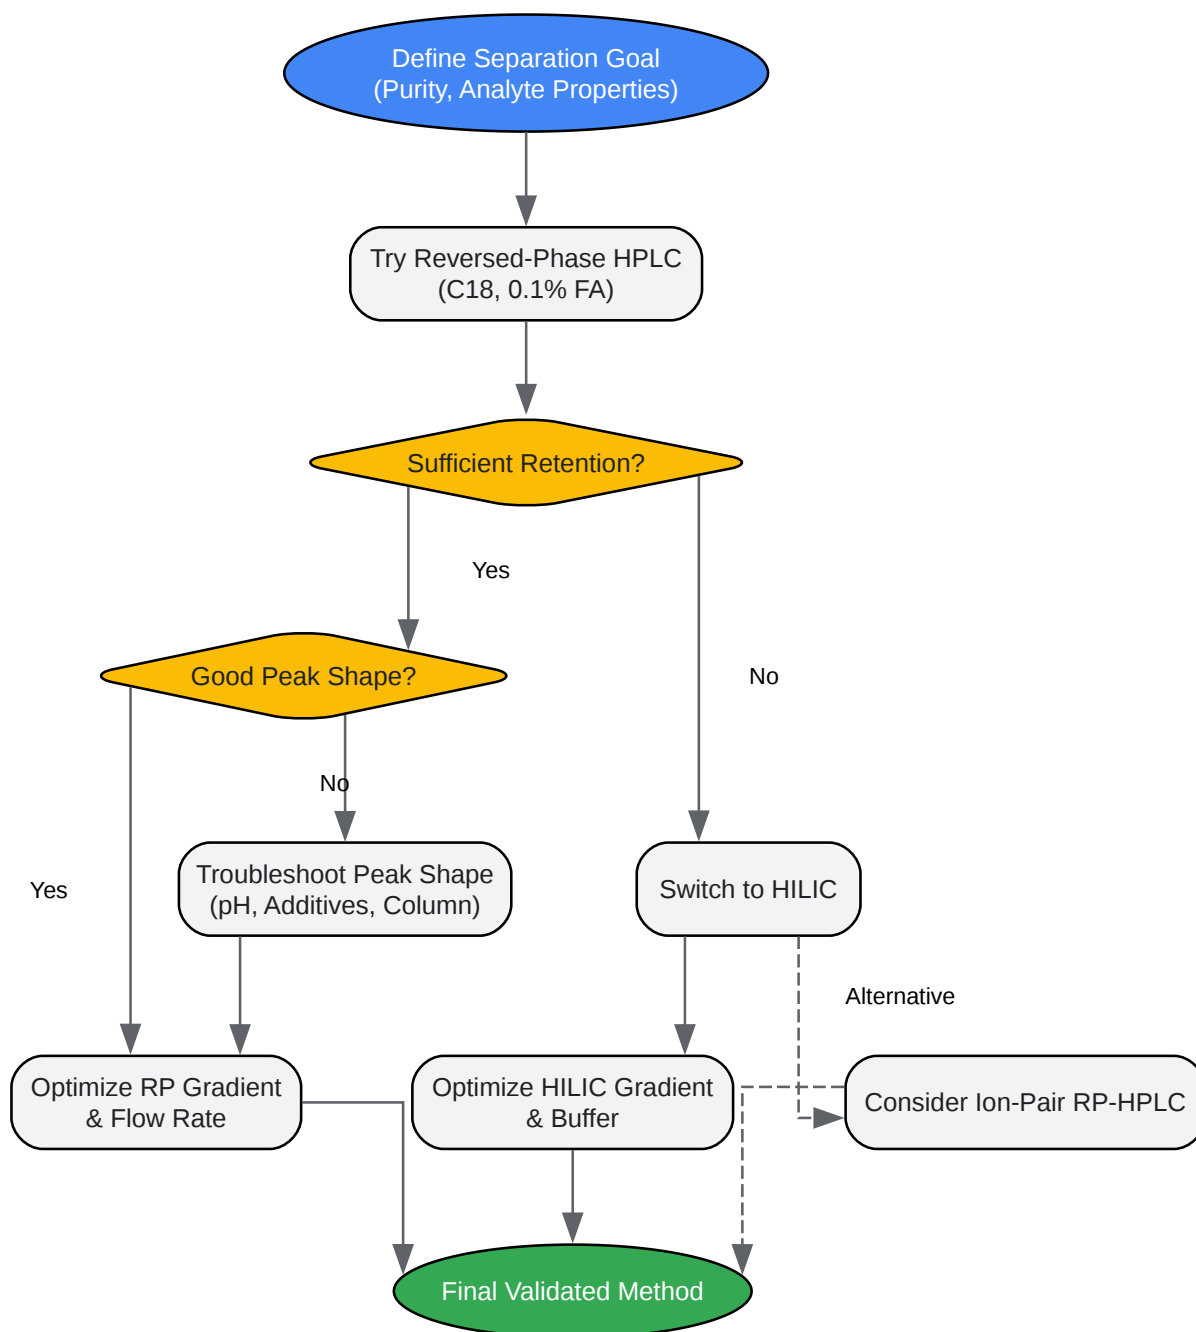 Define Separation Goal
(Purity, Analyte Properties)
Try Reversed-Phase HPLC
(C18, 0.1% FA)
Sufficient Retention?
Yes
Good Peak Shape?
No
No
Troubleshoot Peak Shape
(pH, Additives, Column)
Yes
Switch to HILIC
Alternative
Optimize RP Gradient
& Flow Rate
Optimize HILIC Gradient
& Buffer
Consider Ion-Pair RP-HPLC
Final Validated Method